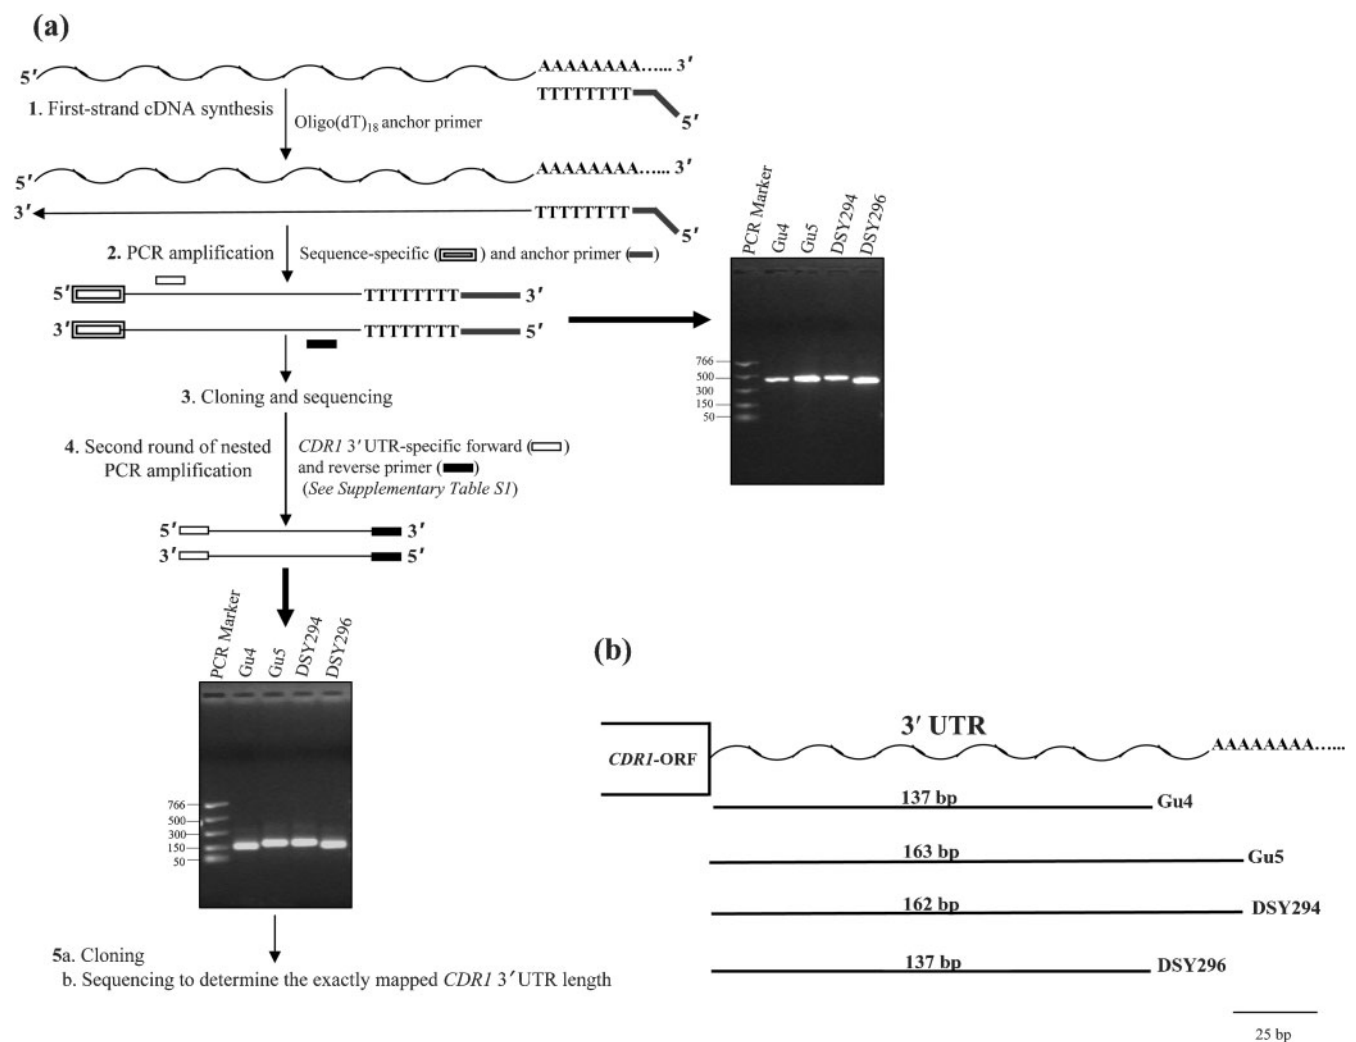 (a)
5′ AAAAAAAA...... 3′
TTTTTTTT
5′
1. First-strand cDNA synthesis
Oligo(dT)18 anchor primer
5′ AAAAAAAA...... 3′
3′ TTTTTTTT
5′
2. PCR amplification Sequence-specific ( ) and anchor primer ( )
5′ TTTTTTTT 3′
3′ TTTTTTTT 5′
3. Cloning and sequencing
4. Second round of nested
PCR amplification
CDR1 3′ UTR-specific forward ( )
and reverse primer ( )
(See Supplementary Table S1)
5′ 3′
3′ 5′
PCR Marker
Gu4
Gu5
DSY294
DSY296
766
500
300
150
50
5a. Cloning
b. Sequencing to determine the exactly mapped CDR1 3′ UTR length
PCR Marker
Gu4
Gu5
DSY294
DSY296
766
500
300
150
50
(b)
3′ UTR
CDR1-ORF
AAAAAAAA......
137 bp Gu4
163 bp Gu5
162 bp DSY294
137 bp DSY296
25 bp